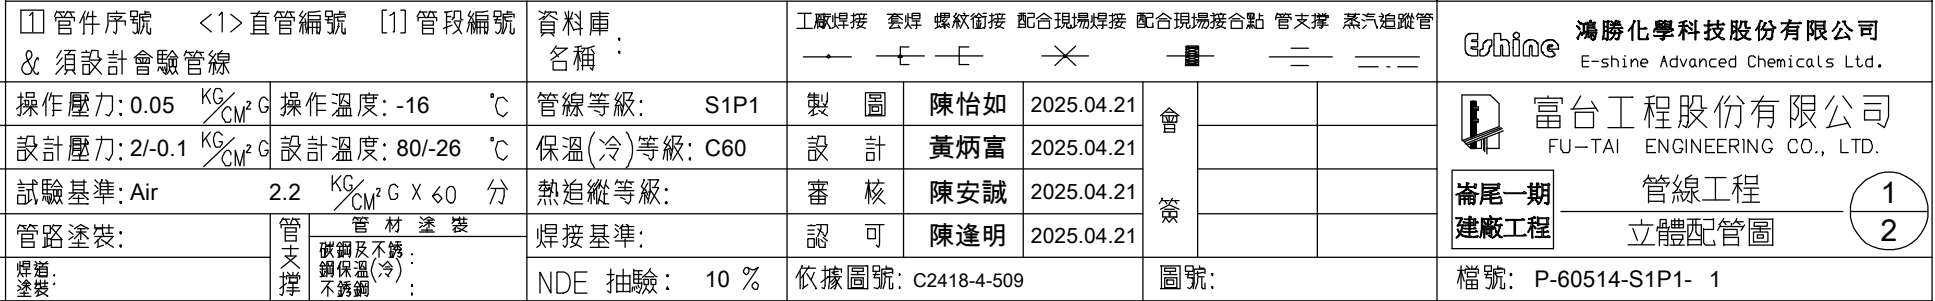 1 管件序號 <1>直管編號 [1]管段編號
& 須設計會驗管線
資料庫
名稱 :
工廠焊接 套焊 螺紋銜接 配合現場焊接 配合現場接合點 管支撐 蒸汽追蹤管
Eshine
鴻勝化學科技股份有限公司
E-shine Advanced Chemicals Ltd.
操作壓力: 0.05 KG/CM² G 操作溫度: -16 °C 管線等級: S1P1
設計壓力: 2/-0.1 KG/CM² G 設計溫度: 80/-26 °C 保溫(冷)等級: C60
試驗基準: Air 2.2 KG/CM² G X 60 分 熱追縱等級:
管路塗裝:
焊道:
塗裝
管支撐
管材塗裝
碳鋼及不銹:
鋼保溫(冷)
不銹鋼 :
焊接基準:
NDE 抽驗: 10 %
製圖 陳怡如 2025.04.21
設計 黃炳富 2025.04.21
審核 陳安誠 2025.04.21
認可 陳逢明 2025.04.21
會簽
依據圖號: C2418-4-509
圖號:
富台工程股份有限公司
FU-TAI ENGINEERING CO., LTD.
崙尾一期
建廠工程
管線工程
立體配管圖
1
2
檔號: P-60514-S1P1- 1